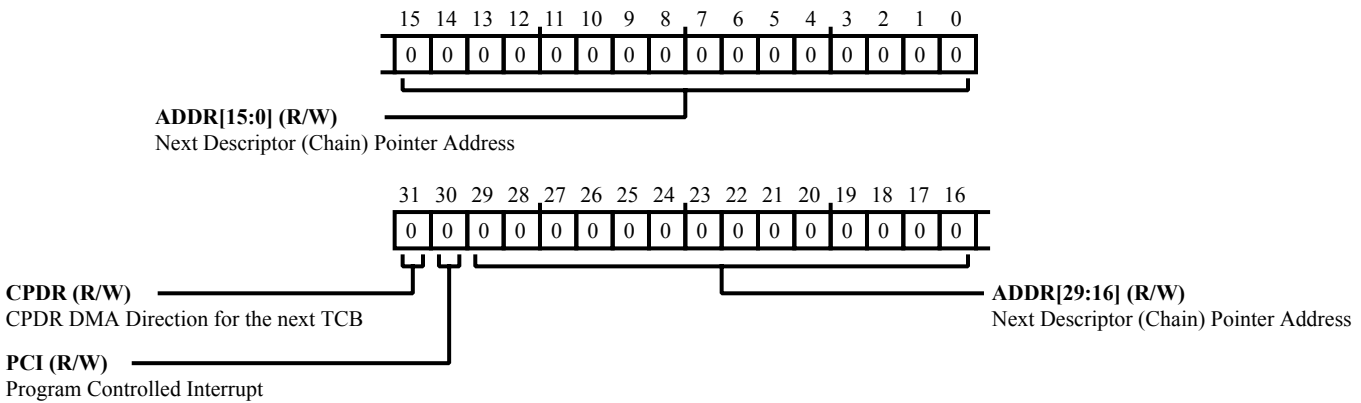 15 14 13 12 11 10 9 8 7 6 5 4 3 2 1 0
0 0 0 0 0 0 0 0 0 0 0 0 0 0 0 0
ADDR[15:0] (R/W)
Next Descriptor (Chain) Pointer Address
31 30 29 28 27 26 25 24 23 22 21 20 19 18 17 16
0 0 0 0 0 0 0 0 0 0 0 0 0 0 0 0
CPDR (R/W)
CPDR DMA Direction for the next TCB
ADDR[29:16] (R/W)
Next Descriptor (Chain) Pointer Address
PCI (R/W)
Program Controlled Interrupt